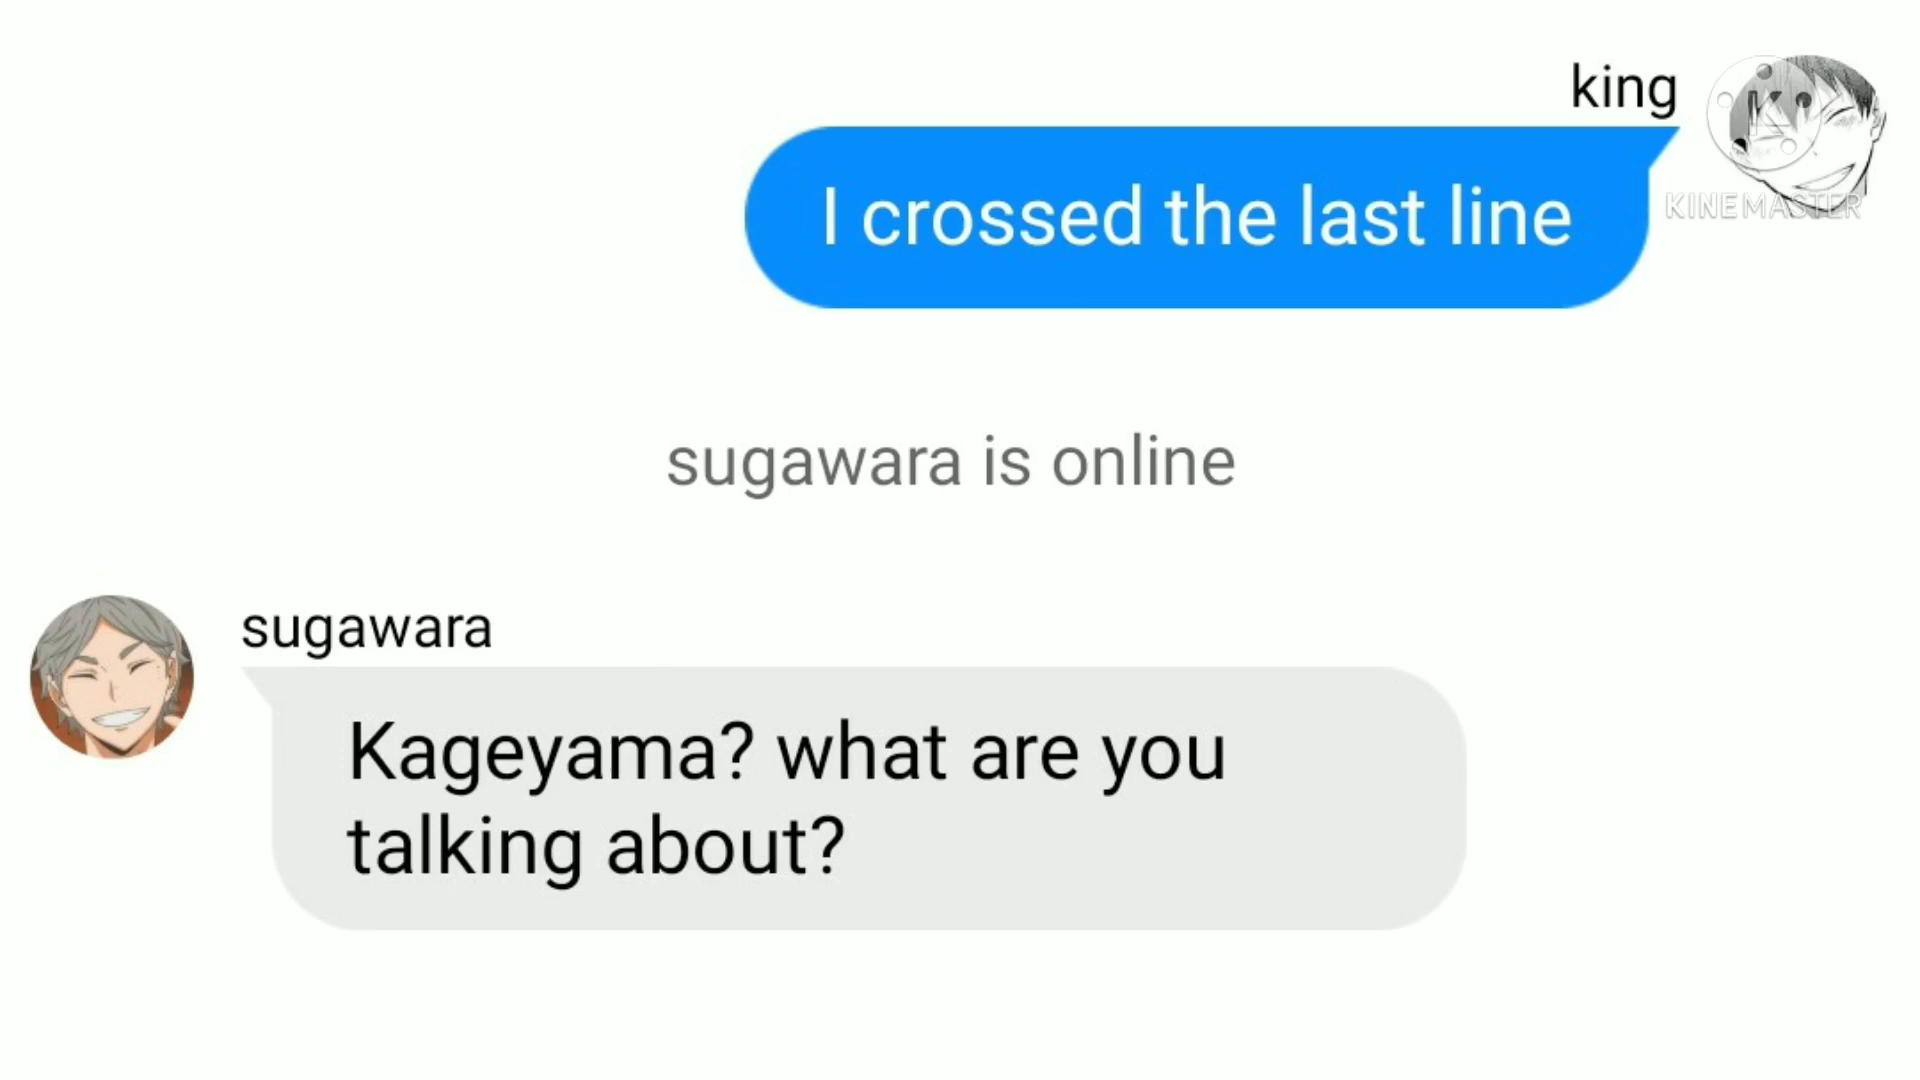 king
I crossed the last line
KINEMASTER
sugawara is online
sugawara
Kageyama? what are you
talking about?